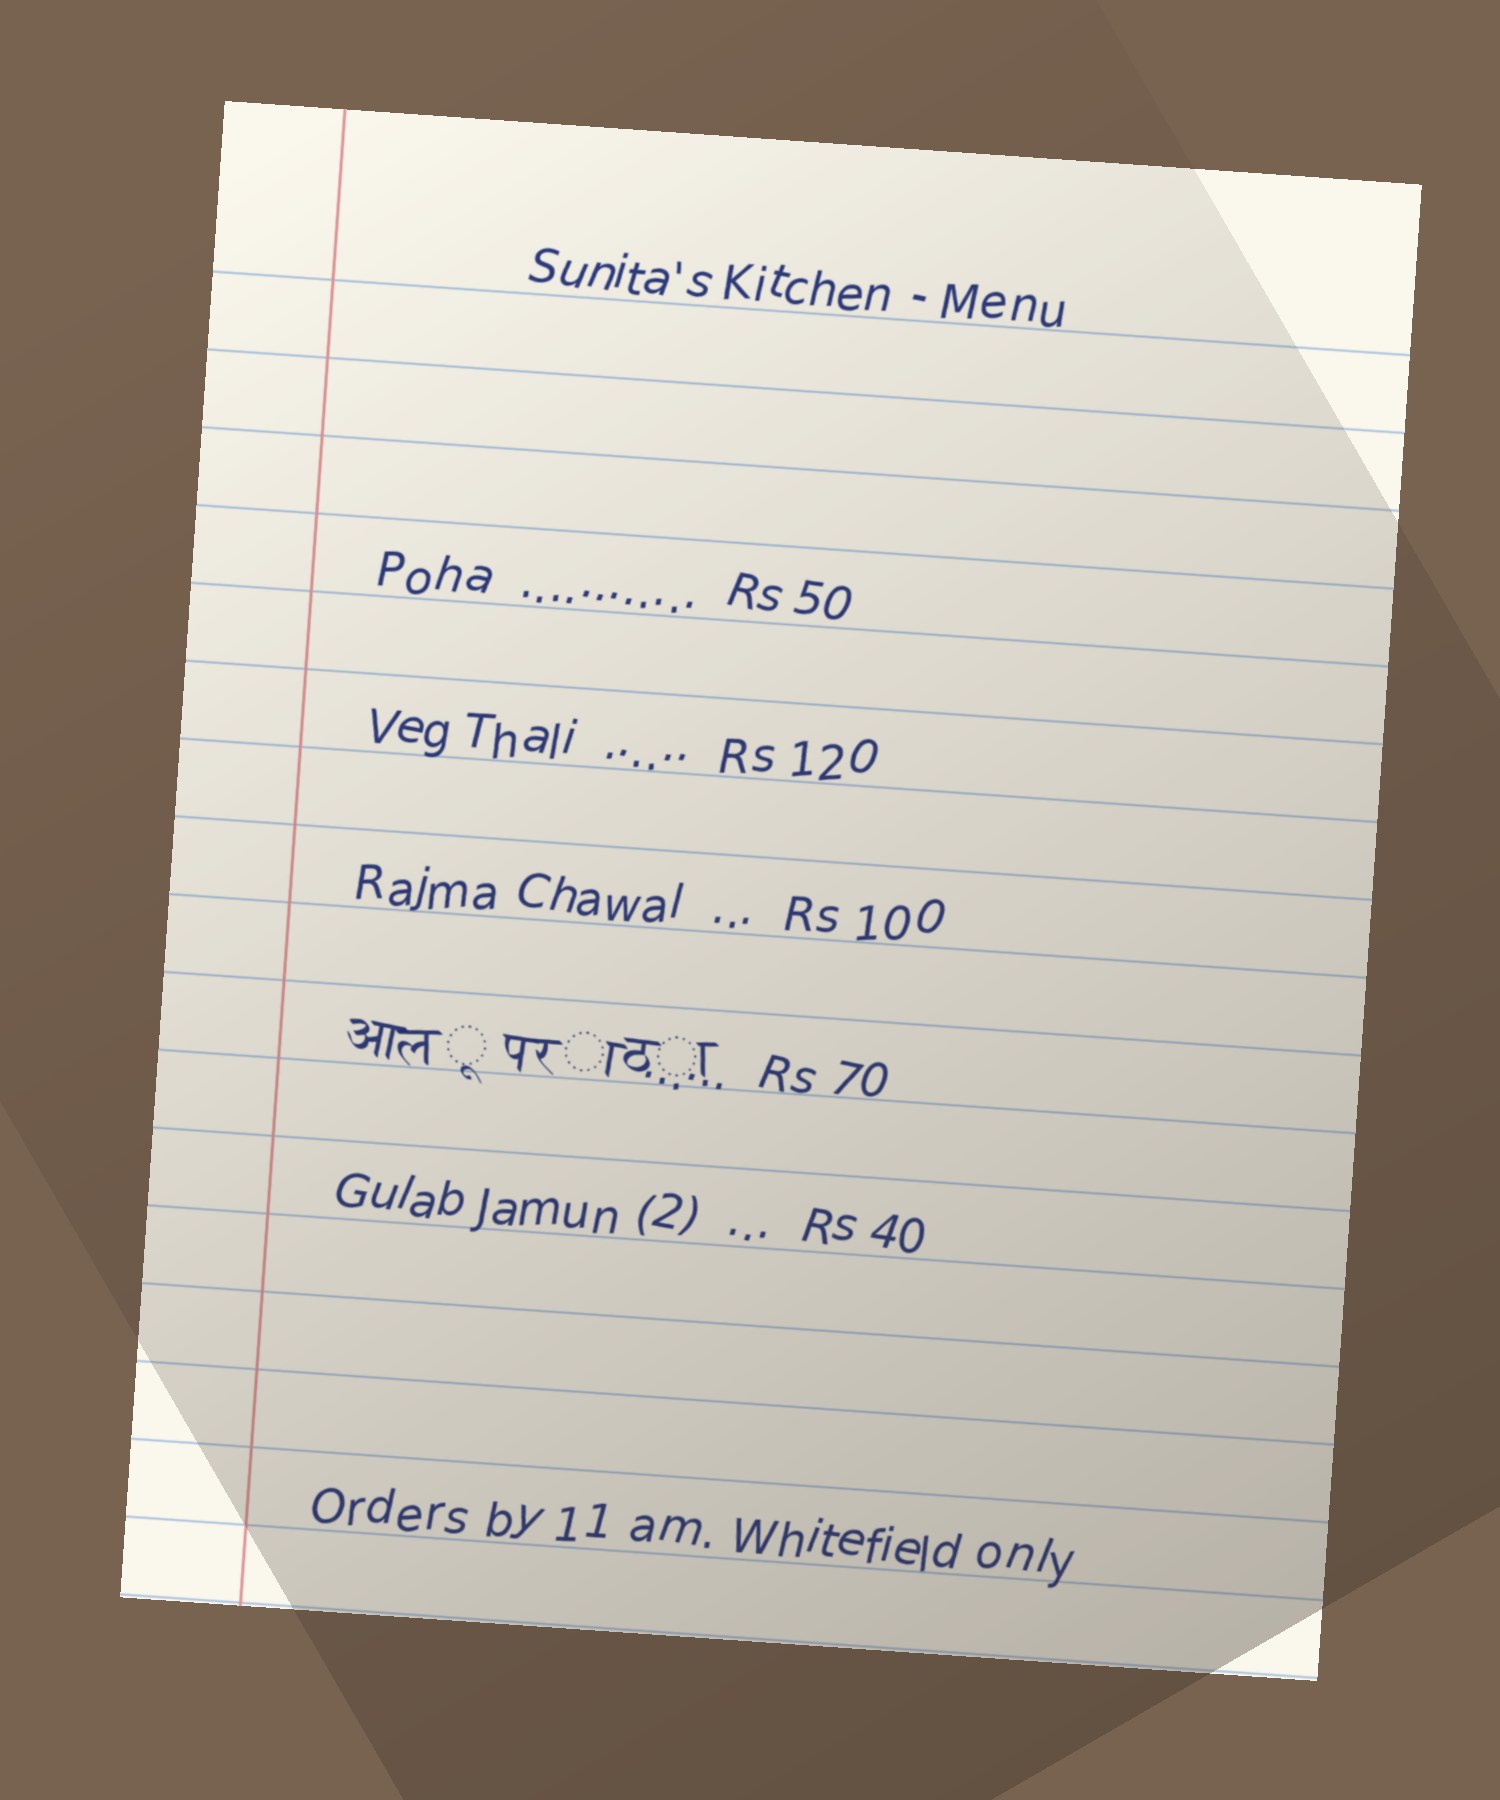 Sunita's Kitchen - Menu
Poha ............ Rs 50
Veg Thali ...... Rs 120
Rajma Chawal ... Rs 100
आलू पराठा ...... Rs 70
Gulab Jamun (2) ... Rs 40
Orders by 11 am. Whitefield only